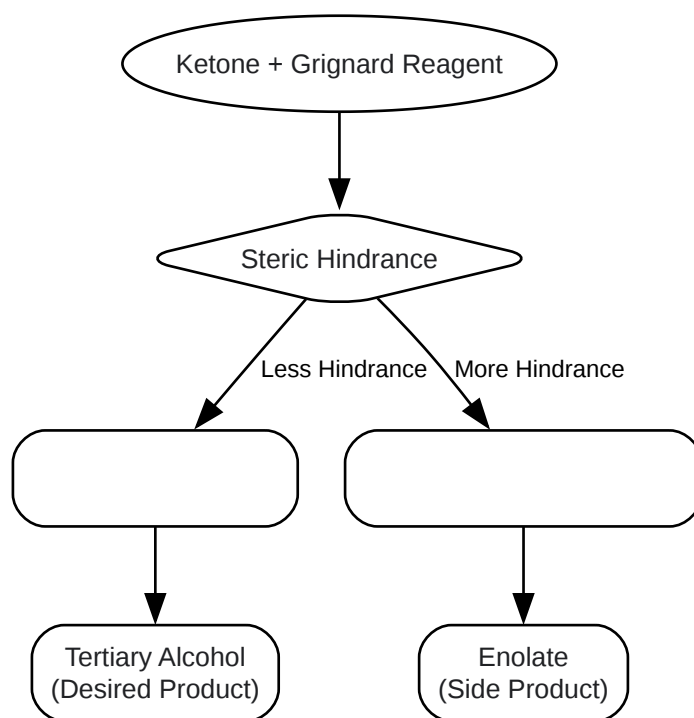 Ketone + Grignard Reagent
Steric Hindrance
Less Hindrance
More Hindrance
Tertiary Alcohol
(Desired Product)
Enolate
(Side Product)